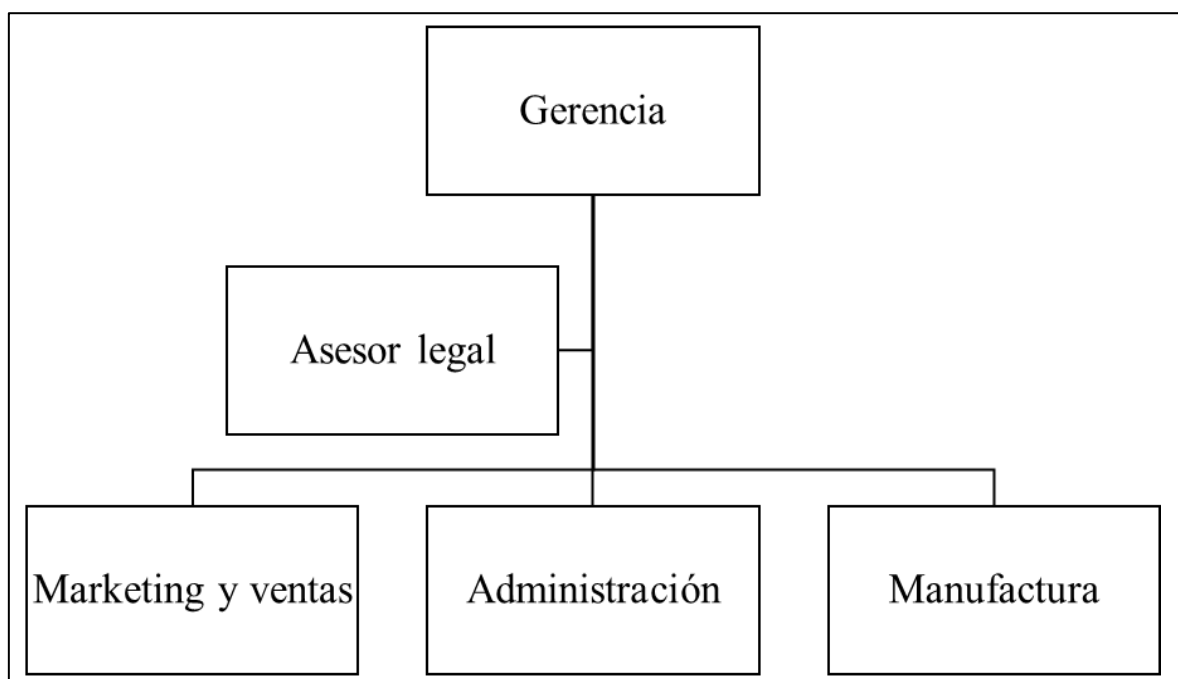 Gerencia
Asesor legal
Marketing y ventas
Administración
Manufactura